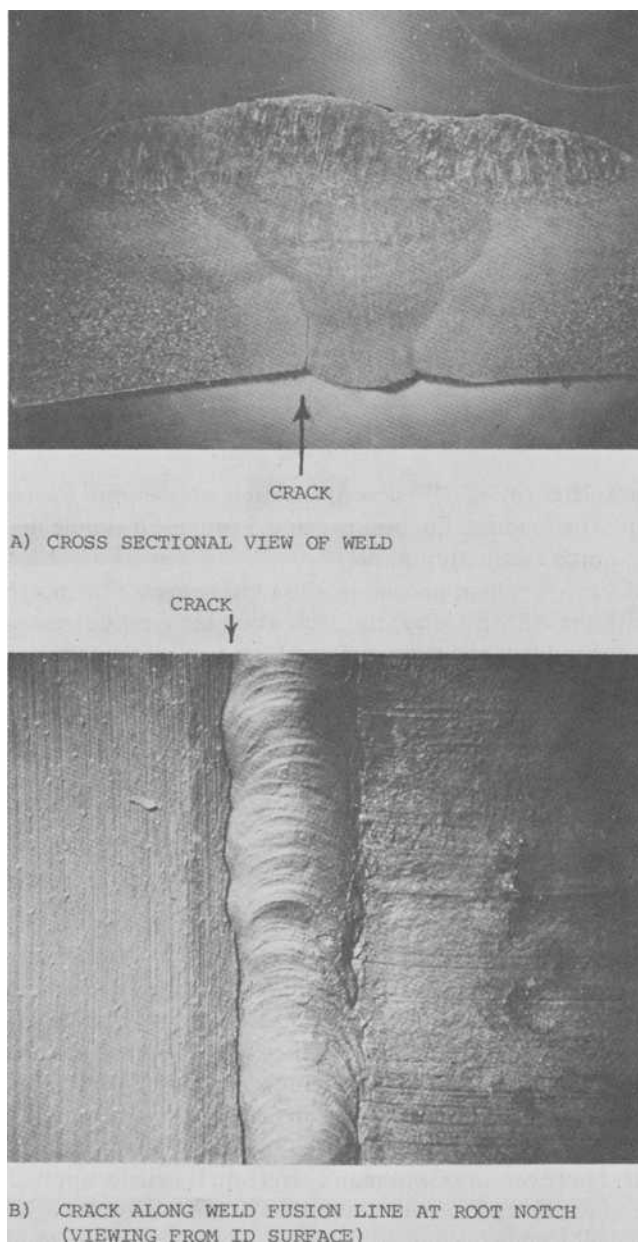 CRACK
A) CROSS SECTIONAL VIEW OF WELD
CRACK
B) CRACK ALONG WELD FUSION LINE AT ROOT NOTCH
(VIEWING FROM ID SURFACE)